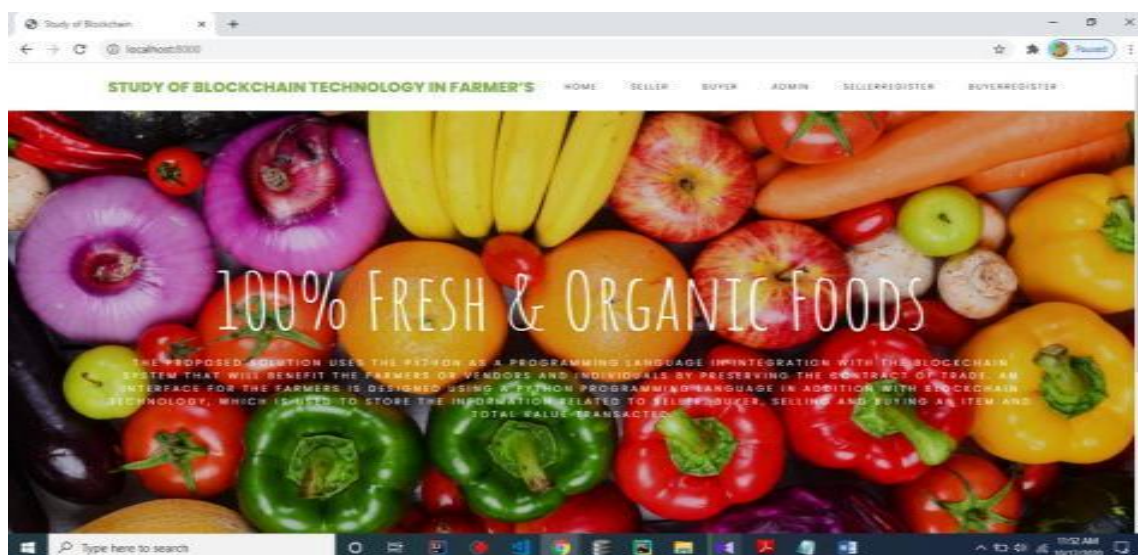 Study of Blockchain
localhost:8000
Paused
STUDY OF BLOCKCHAIN TECHNOLOGY IN FARMER'S HOME SELLER BUYER ADMIN SELLERREGISTER BUYERREGISTER
100% FRESH & ORGANIC FOODS
THE PROPOSED SOLUTION USES THE PYTHON AS A PROGRAMMING LANGUAGE IN INTEGRATION WITH THE BLOCKCHAIN
SYSTEM THAT WILL BENEFIT THE FARMERS OR VENDORS AND INDIVIDUALS BY PRESERVING THE CONTRACT OF TRADE. AN
INTERFACE FOR THE FARMERS IS DESIGNED USING A PYTHON PROGRAMMING LANGUAGE IN ADDITION WITH BLOCKCHAIN
TECHNOLOGY, WHICH IS USED TO STORE THE INFORMATION RELATED TO SELLER, BUYER, SELLING AND BUYING AN ITEM AND
TOTAL VALUE TRANSACTED
Type here to search
11:52 AM